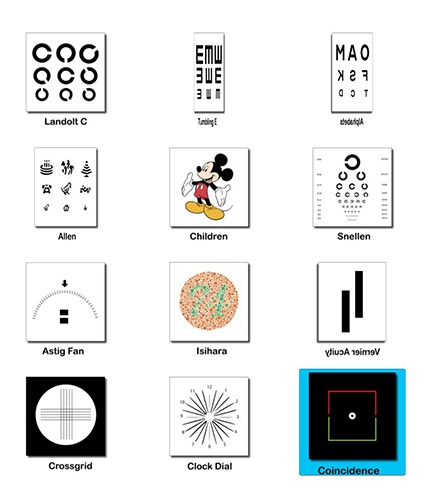 Landolt C
Tumbling E
Alphabets
Allen
Children
Snellen
Astig Fan
Isihara
Vernier Acuity
12
11 1
10 2
9 3
8 4
7 5
6
Crossgrid
Clock Dial
Coincidence